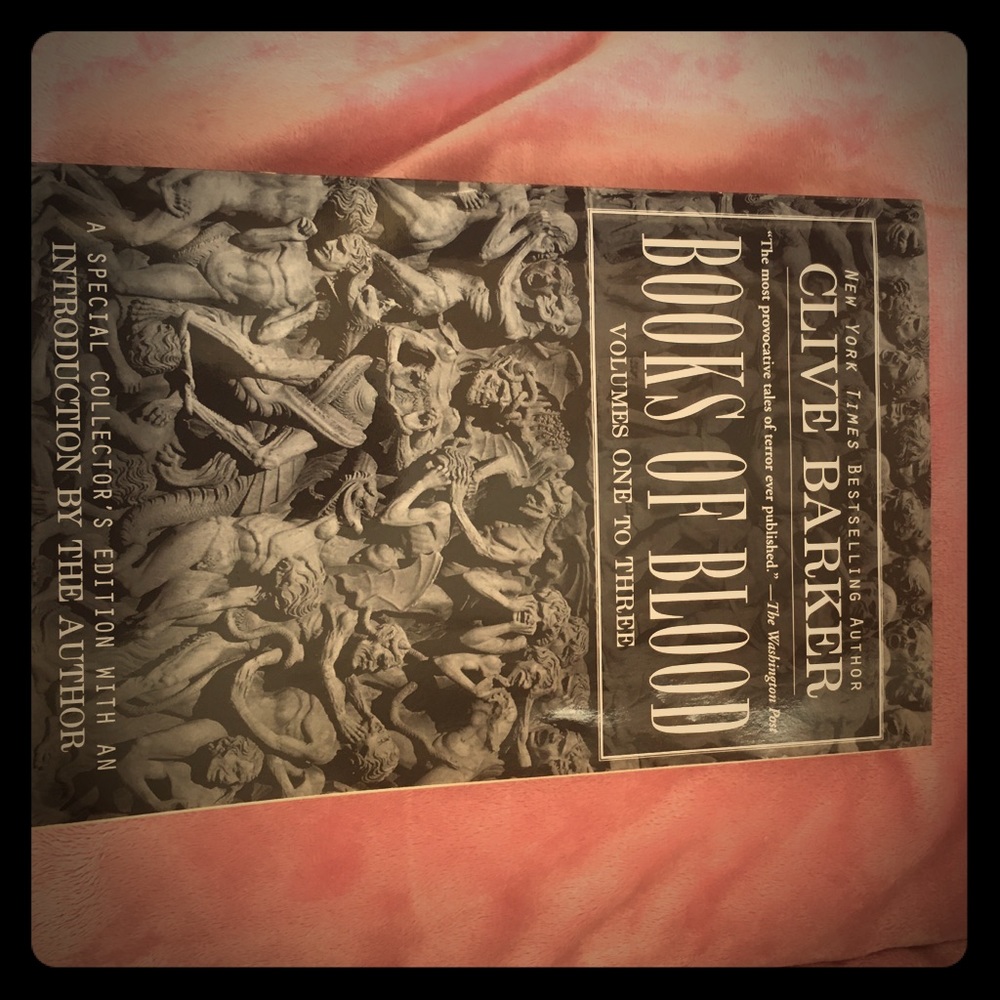 NEW YORK TIMES BESTSELLING AUTHOR
CLIVE BARKER
"The most provocative tales of terror ever published." —The Washington Post
BOOKS OF BLOOD
VOLUMES ONE TO THREE
A SPECIAL COLLECTOR'S EDITION WITH AN
INTRODUCTION BY THE AUTHOR